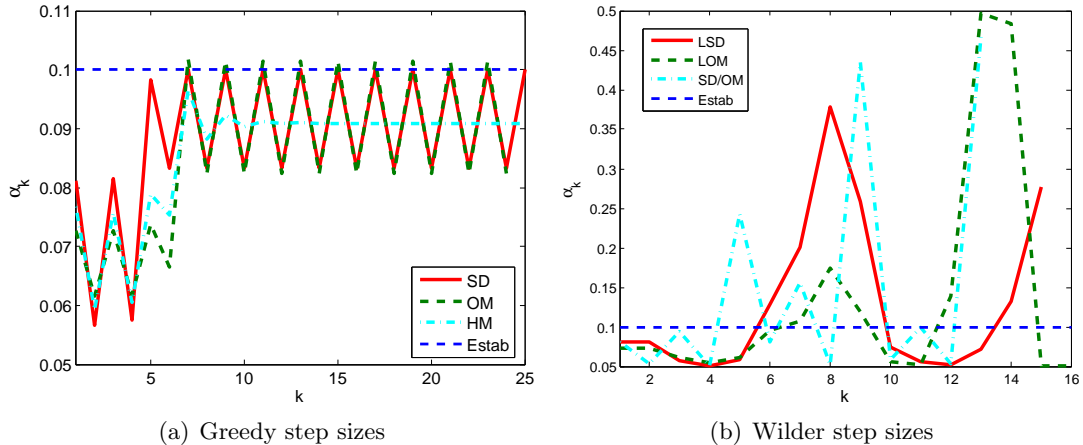 0.11
0.1
0.09
0.08
0.07
0.06
0.05
α_k
5
10
15
20
25
k
SD
OM
HM
Estab
(a) Greedy step sizes
0.5
0.45
0.4
0.35
0.3
0.25
0.2
0.15
0.1
0.05
α_k
2
4
6
8
10
12
14
16
k
LSD
LOM
SD/OM
Estab
(b) Wilder step sizes